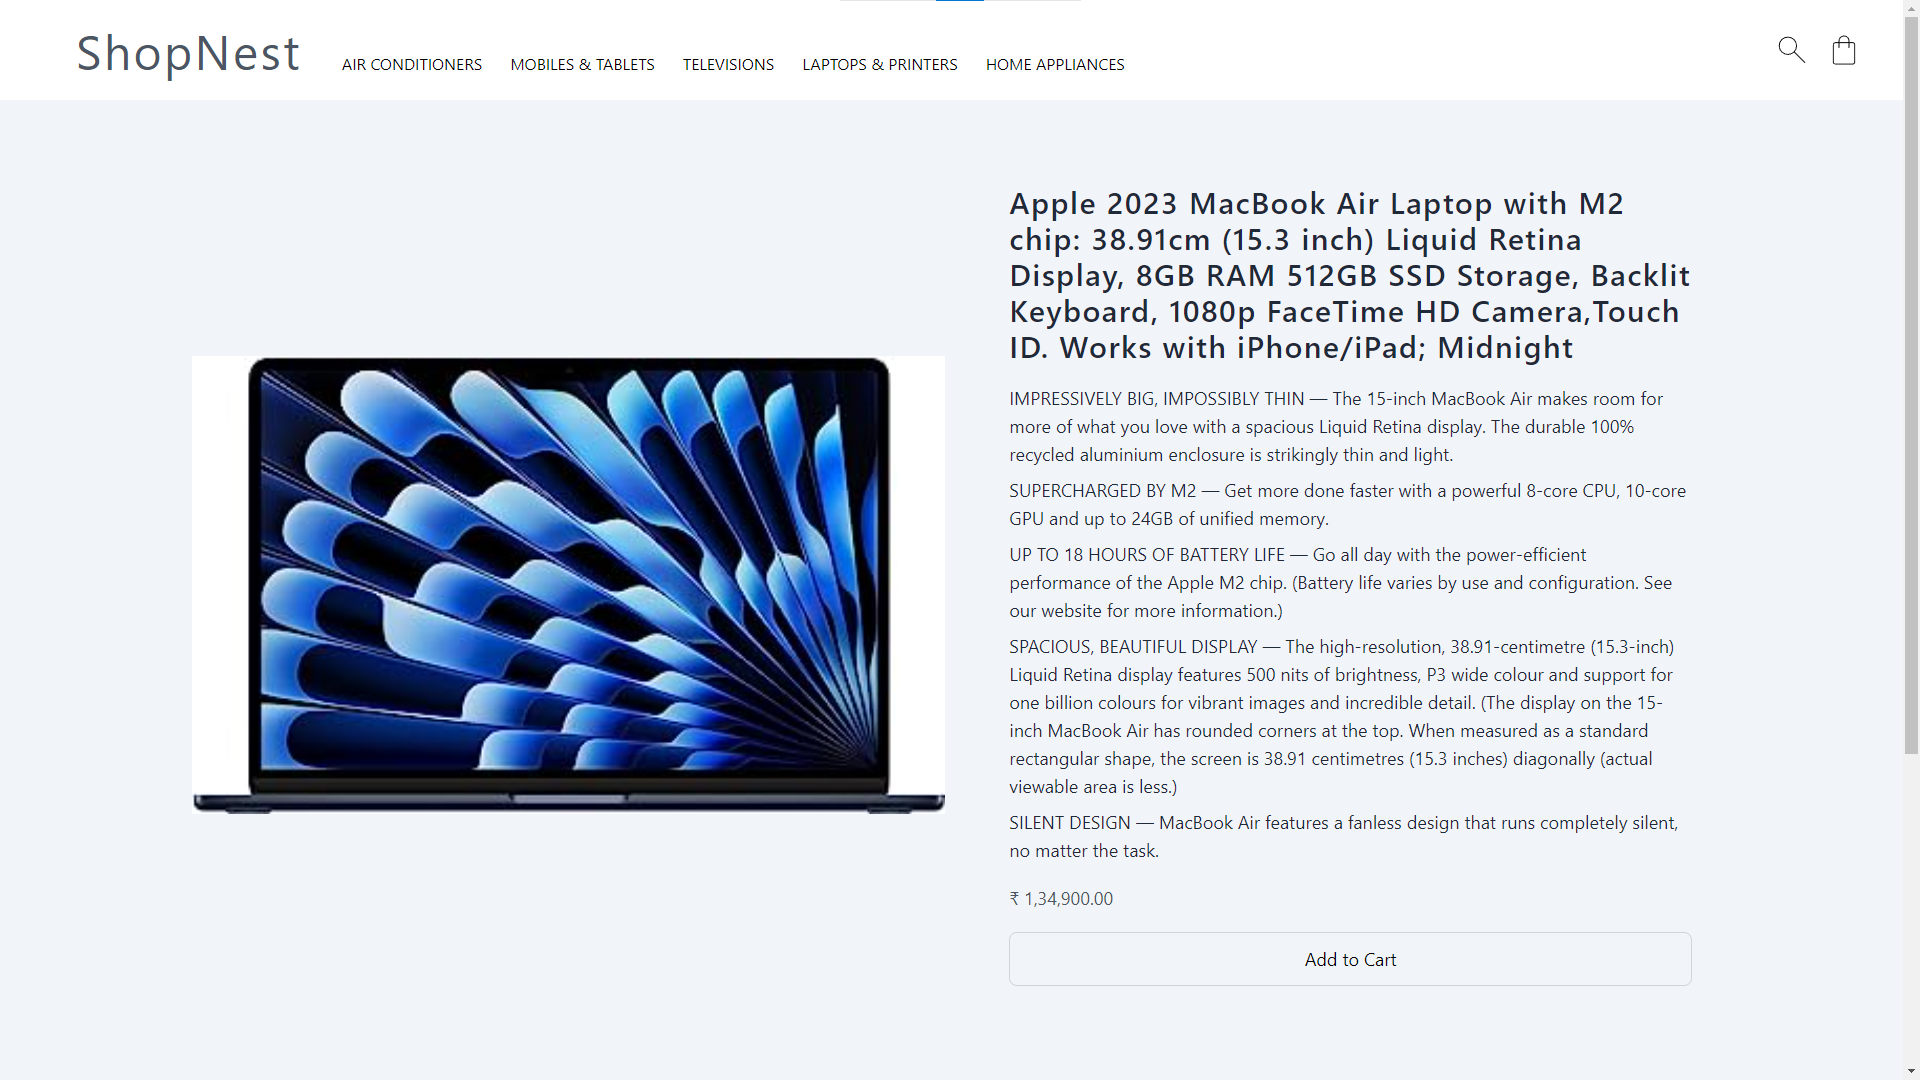 ShopNest
AIR CONDITIONERS
MOBILES & TABLETS
TELEVISIONS
LAPTOPS & PRINTERS
HOME APPLIANCES
Apple 2023 MacBook Air Laptop with M2
chip: 38.91cm (15.3 inch) Liquid Retina
Display, 8GB RAM 512GB SSD Storage, Backlit
Keyboard, 1080p FaceTime HD Camera,Touch
ID. Works with iPhone/iPad; Midnight
IMPRESSIVELY BIG, IMPOSSIBLY THIN — The 15-inch MacBook Air makes room for
more of what you love with a spacious Liquid Retina display. The durable 100%
recycled aluminium enclosure is strikingly thin and light.
SUPERCHARGED BY M2 — Get more done faster with a powerful 8-core CPU, 10-core
GPU and up to 24GB of unified memory.
UP TO 18 HOURS OF BATTERY LIFE — Go all day with the power-efficient
performance of the Apple M2 chip. (Battery life varies by use and configuration. See
our website for more information.)
SPACIOUS, BEAUTIFUL DISPLAY — The high-resolution, 38.91-centimetre (15.3-inch)
Liquid Retina display features 500 nits of brightness, P3 wide colour and support for
one billion colours for vibrant images and incredible detail. (The display on the 15-
inch MacBook Air has rounded corners at the top. When measured as a standard
rectangular shape, the screen is 38.91 centimetres (15.3 inches) diagonally (actual
viewable area is less.)
SILENT DESIGN — MacBook Air features a fanless design that runs completely silent,
no matter the task.
₹ 1,34,900.00
Add to Cart